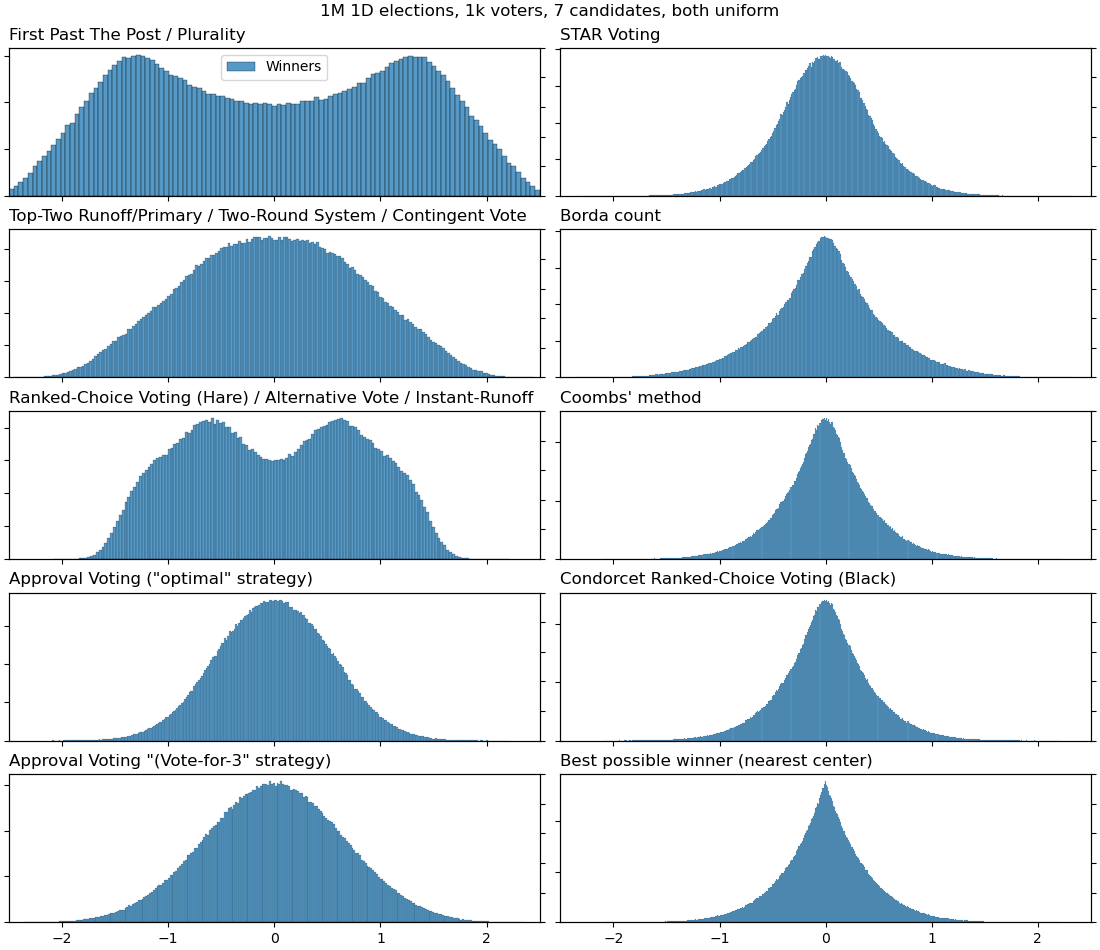 1M 1D elections, 1k voters, 7 candidates, both uniform
First Past The Post / Plurality
Winners
STAR Voting
Top-Two Runoff/Primary / Two-Round System / Contingent Vote
Borda count
Ranked-Choice Voting (Hare) / Alternative Vote / Instant-Runoff
Coombs' method
Approval Voting ("optimal" strategy)
Condorcet Ranked-Choice Voting (Black)
Approval Voting "(Vote-for-3" strategy)
Best possible winner (nearest center)
−2 −1 0 1 2
−2 −1 0 1 2